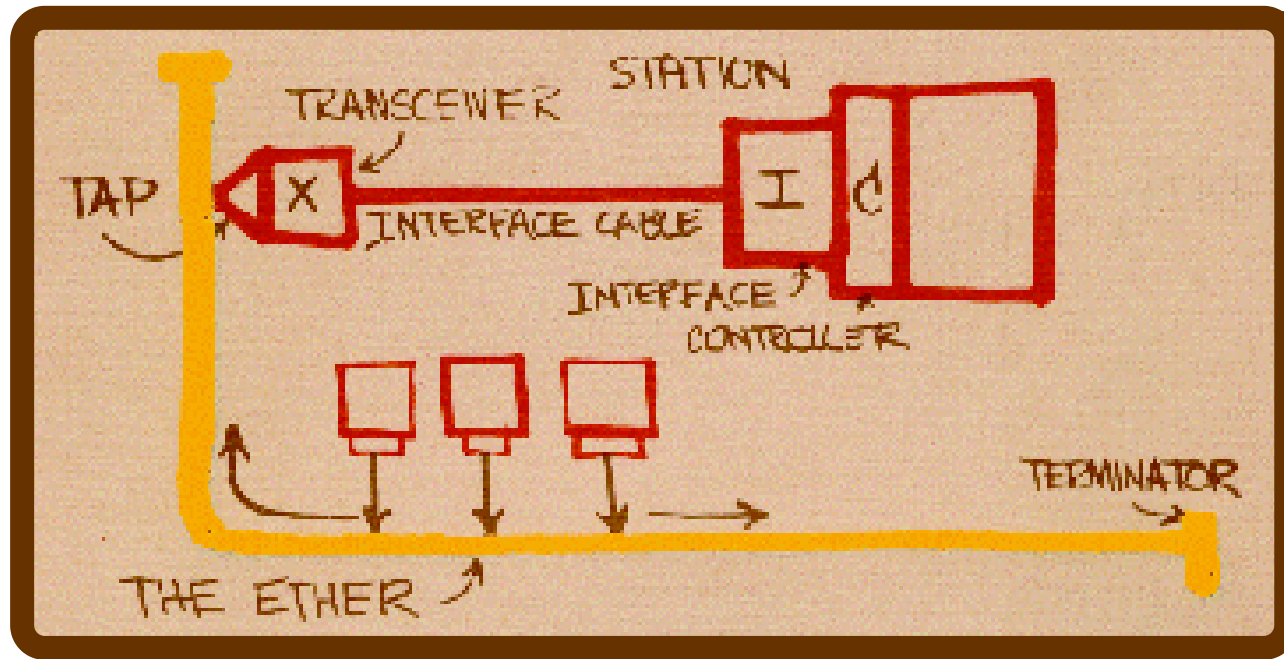 STATION
TRANSCEIVER
TAP
X
I
C
INTERFACE CABLE
INTERFACE
CONTROLLER
TERMINATOR
THE ETHER